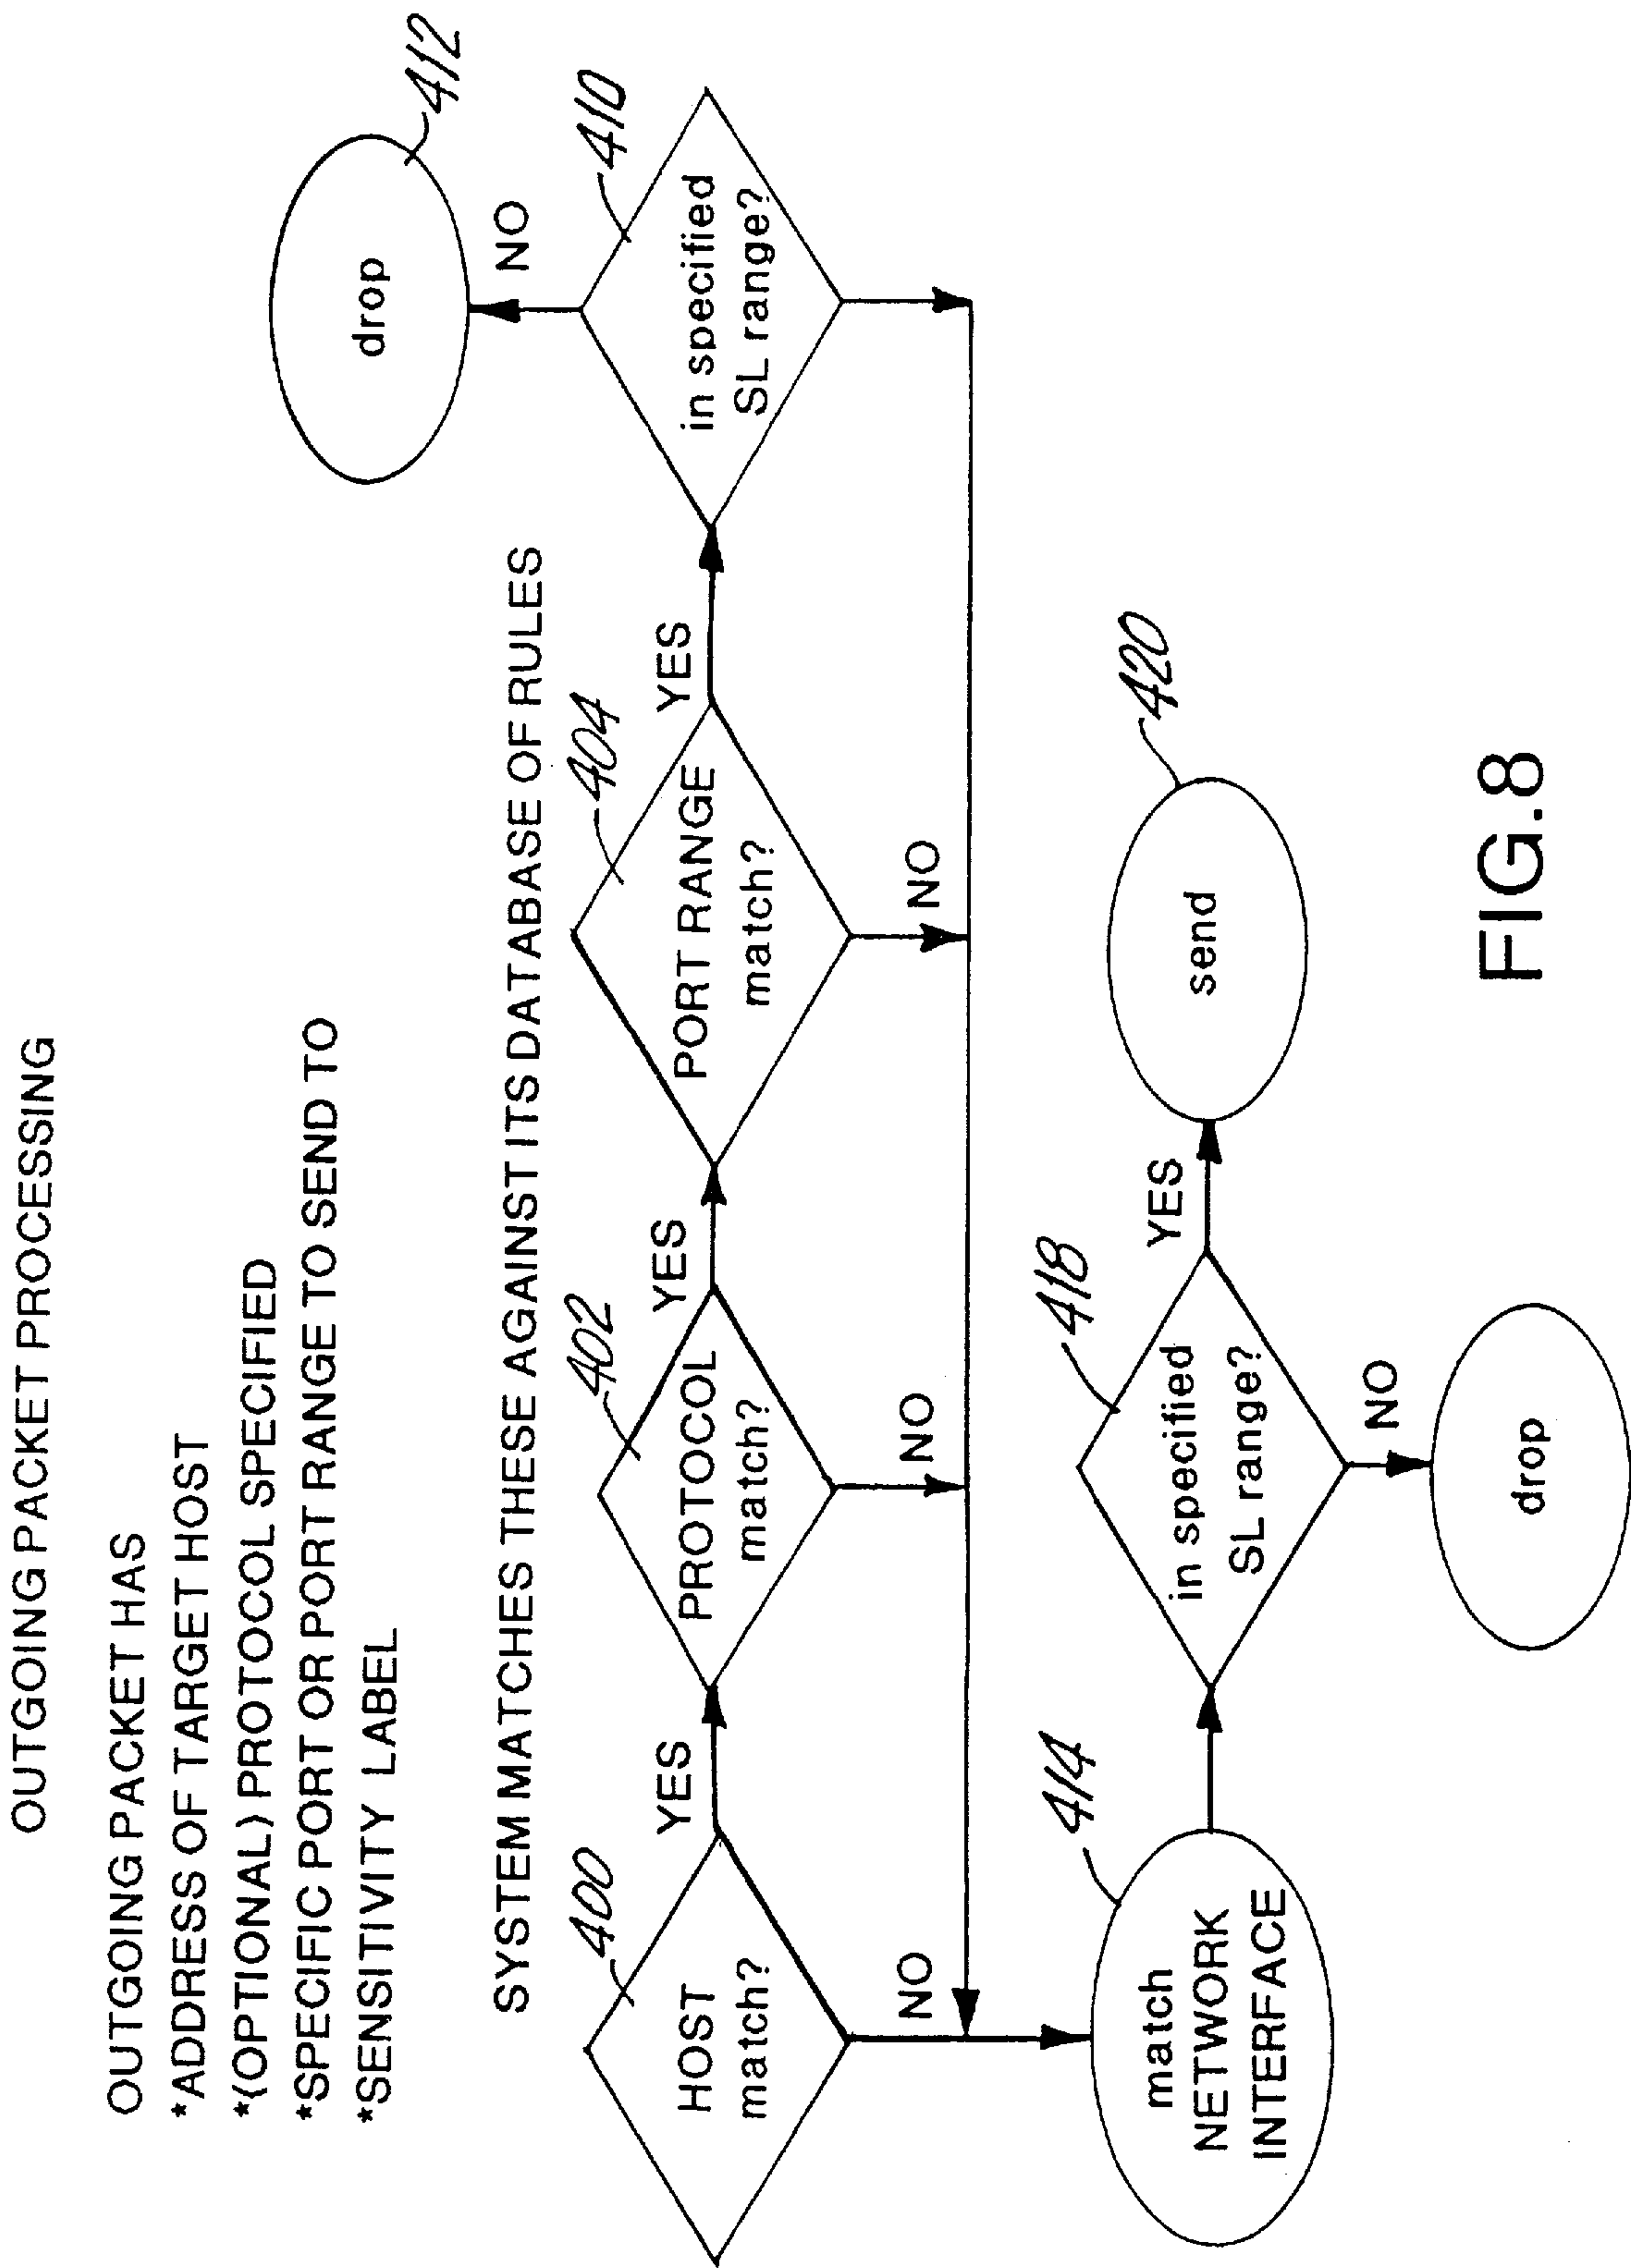 OUTGOING PACKET PROCESSING
OUTGOING PACKET HAS
*ADDRESS OF TARGET HOST
*(OPTIONAL) PROTOCOL SPECIFIED
*SPECIFIC PORT OR PORT RANGE TO SEND TO
*SENSITIVITY LABEL
SYSTEM MATCHES THESE AGAINST ITS DATABASE OF RULES
400
HOST
match?
YES
NO
402
PROTOCOL
match?
YES
NO
404
PORT RANGE
match?
YES
NO
410
in specified
SL range?
NO
412
drop
414
match
NETWORK
INTERFACE
418
in specified
SL range?
YES
NO
420
send
drop
FIG.8